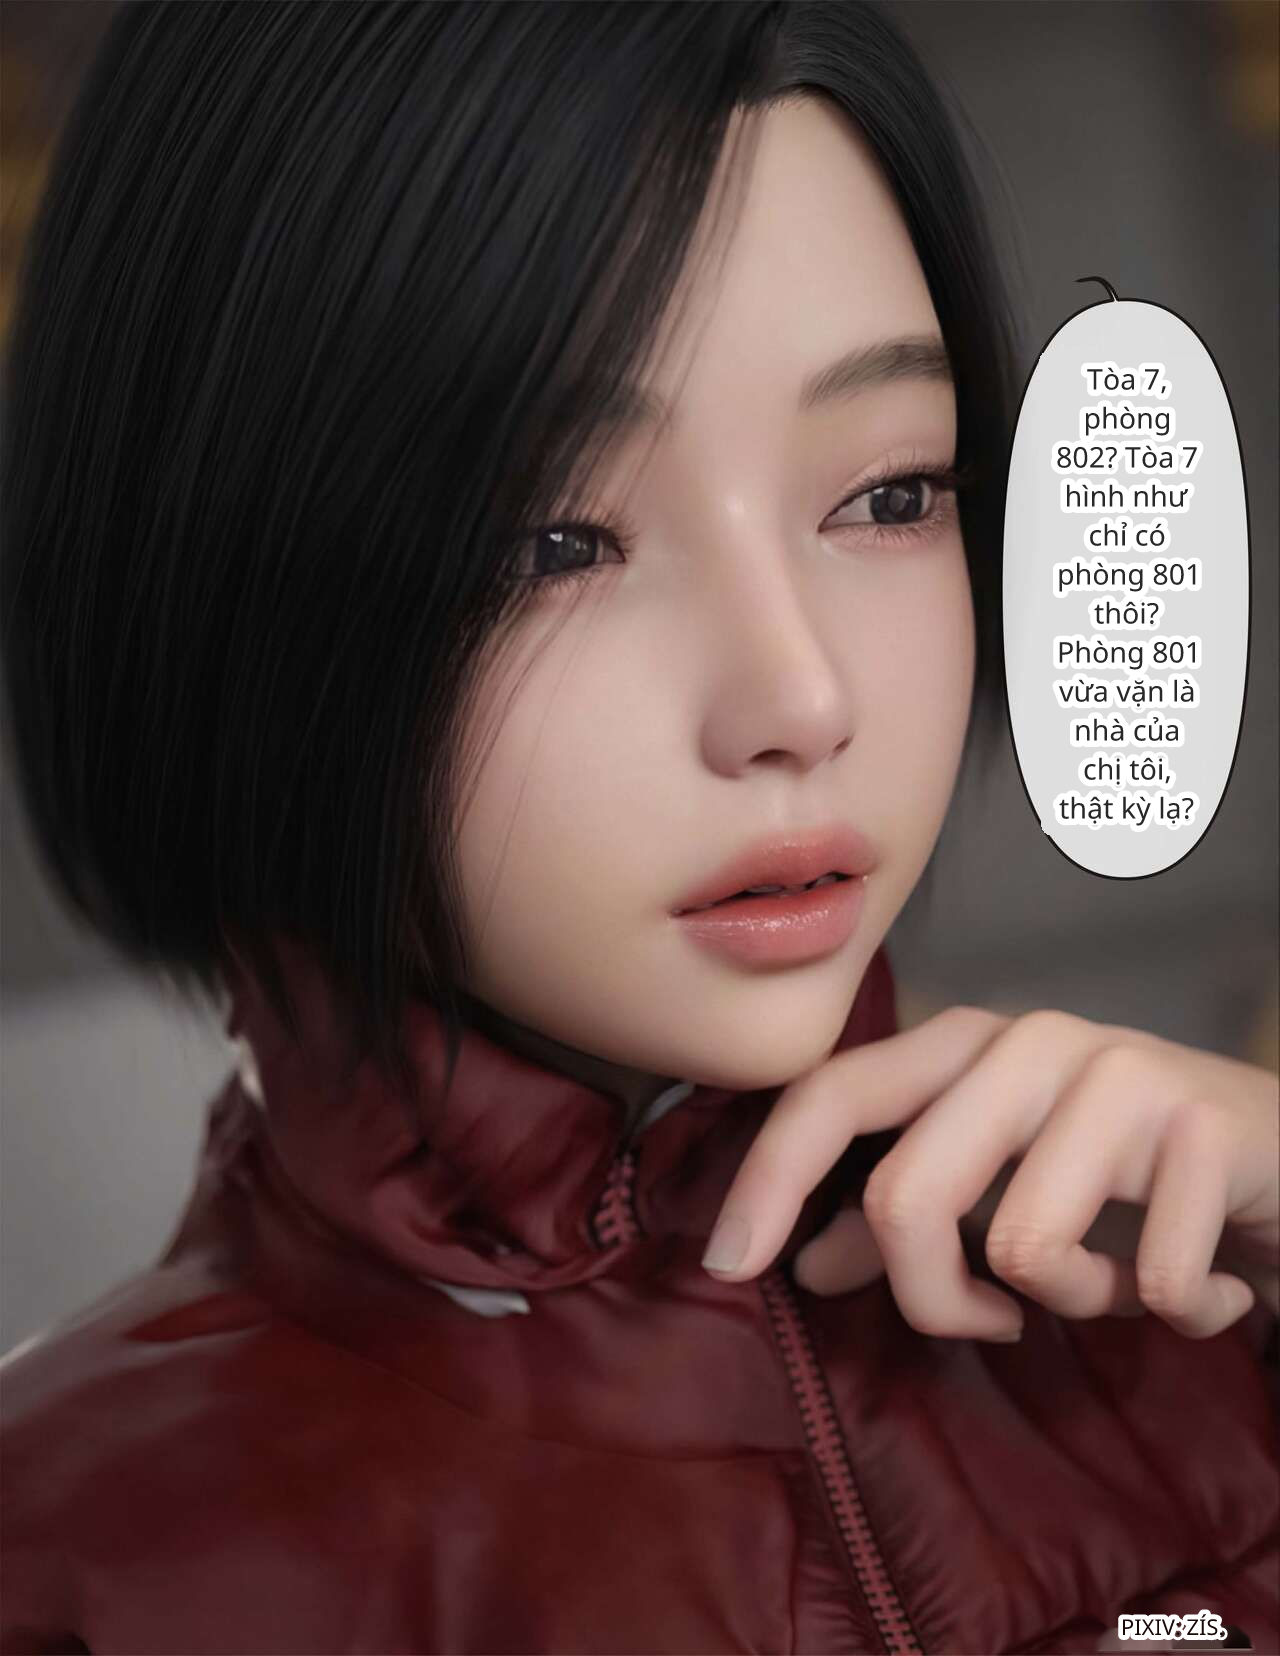 Tòa 7,
phòng
802? Tòa 7
hình như
chỉ có
phòng 801
thôi?
Phòng 801
vừa vặn là
nhà của
chị tôi,
thật kỳ lạ?
PIXIV: ZÍS.